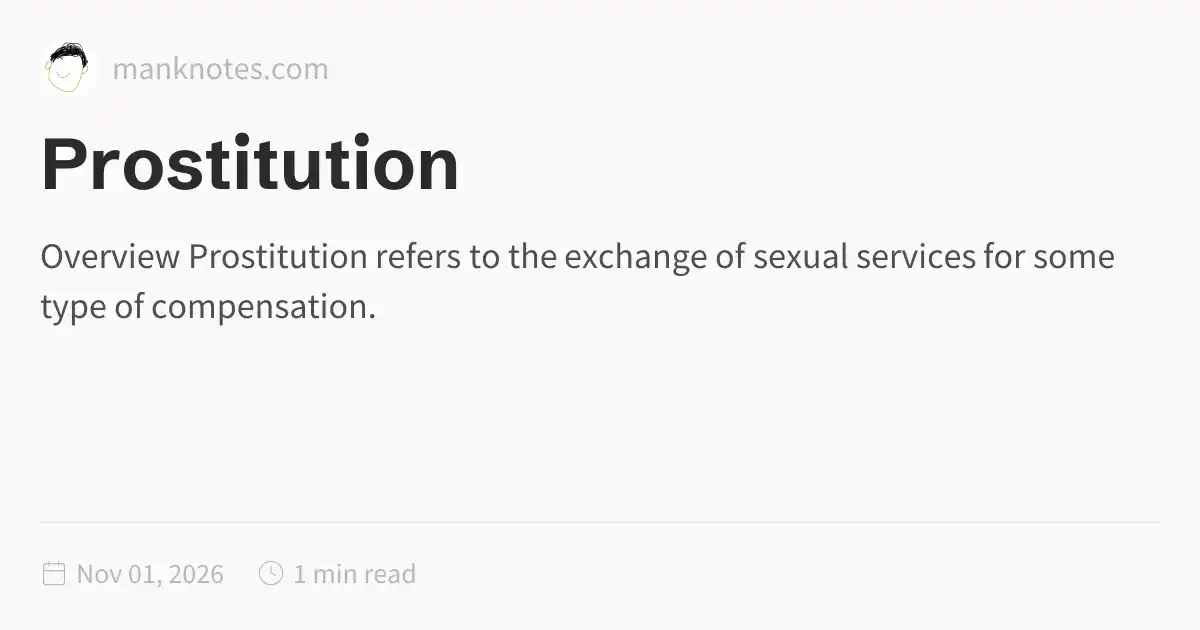 manknotes.com
Prostitution
Overview Prostitution refers to the exchange of sexual services for some
type of compensation.
Nov 01, 2026 1 min read